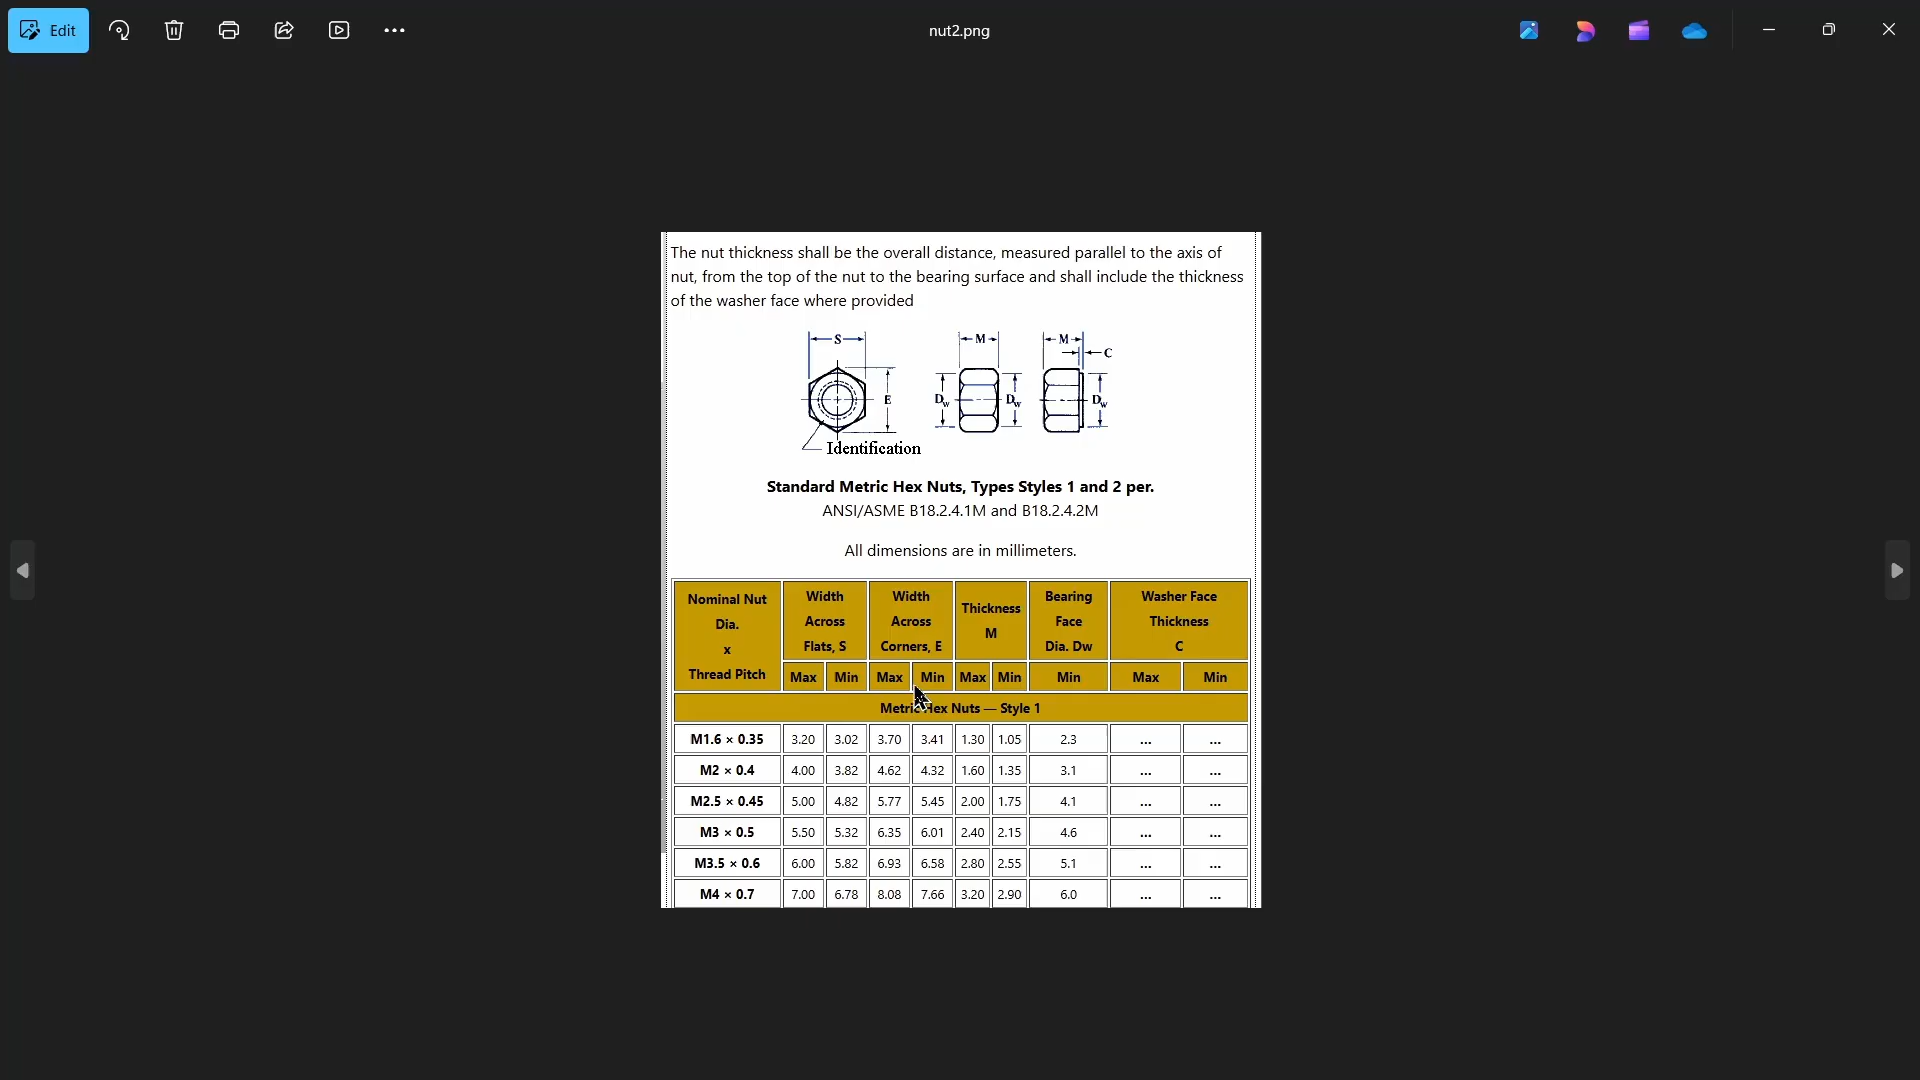 Edit
nut2.png
The nut thickness shall be the overall distance, measured parallel to the axis of
nut, from the top of the nut to the bearing surface and shall include the thickness
of the washer face where provided
S
M
M
C
E
Dw
Dw
Dw
Identification
Standard Metric Hex Nuts, Types Styles 1 and 2 per.
ANSI/ASME B18.2.4.1M and B18.2.4.2M
All dimensions are in millimeters.
Nominal Nut
Dia.
x
Thread Pitch
Width
Across
Flats, S
Width
Across
Corners, E
Thickness
M
Bearing
Face
Dia. Dw
Washer Face
Thickness
C
Max Min Max Min Max Min Min Max Min
Metric Hex Nuts — Style 1
M1.6 × 0.35 3.20 3.02 3.70 3.41 1.30 1.05 2.3 ... ...
M2 × 0.4 4.00 3.82 4.62 4.32 1.60 1.35 3.1 ... ...
M2.5 × 0.45 5.00 4.82 5.77 5.45 2.00 1.75 4.1 ... ...
M3 × 0.5 5.50 5.32 6.35 6.01 2.40 2.15 4.6 ... ...
M3.5 × 0.6 6.00 5.82 6.93 6.58 2.80 2.55 5.1 ... ...
M4 × 0.7 7.00 6.78 8.08 7.66 3.20 2.90 6.0 ... ...